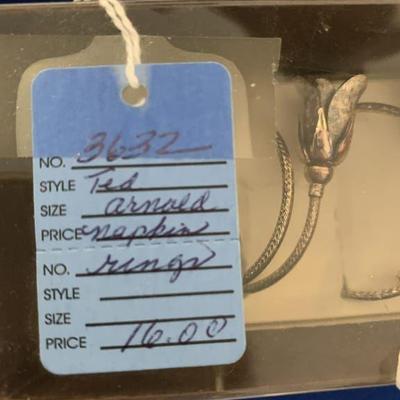 NO. 3632
STYLE Ted
SIZE arnold
PRICE napkin
NO. rings
STYLE
SIZE
PRICE 16.00